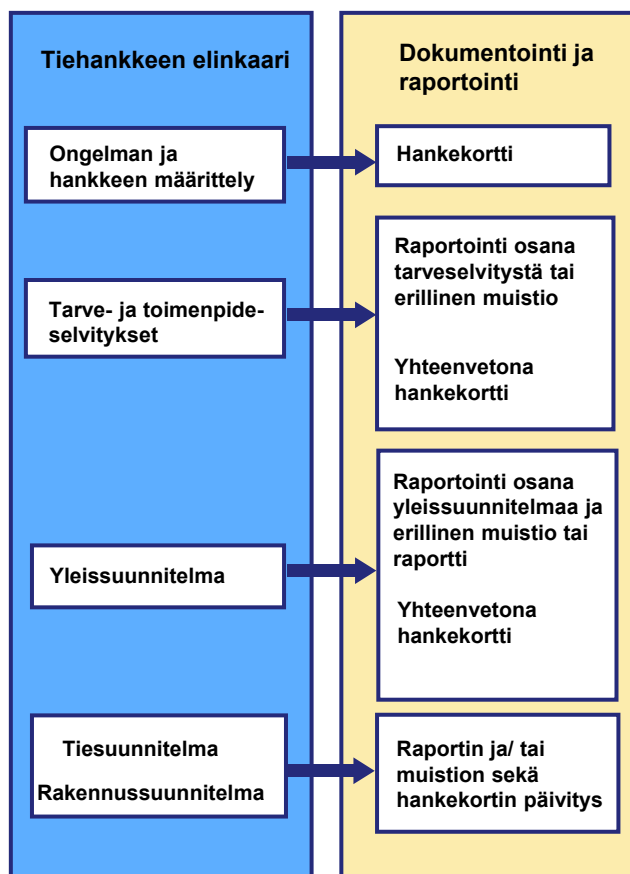 Tiehankkeen elinkaari
Dokumentointi ja
raportointi
Ongelman ja
hankkeen määrittely
Hankekortti
Tarve- ja toimenpide-
selvitykset
Raportointi osana
tarveselvitystä tai
erillinen muistio
Yhteenvetona
hankekortti
Yleissuunnitelma
Raportointi osana
yleissuunnitelmaa ja
erillinen muistio tai
raportti
Yhteenvetona
hankekortti
Tiesuunnitelma
Rakennussuunnitelma
Raportin ja/ tai
muistion sekä
hankekortin päivitys